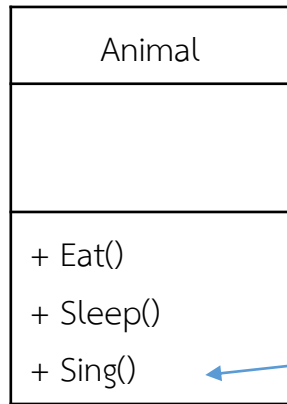 Animal
+ Eat()
+ Sleep()
+ Sing()